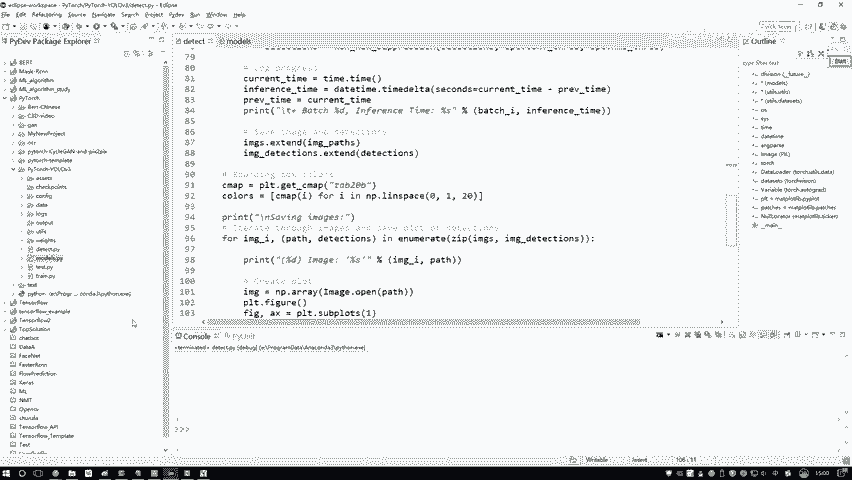 eclipse-workspace - PyTorch/PyTorch-YOLOv3/detect.py - Eclipse
File Edit Source Refactoring Navigate Search Project Pydev Run Window Help
PyDev Package Explorer
detect
models
Outline
BERT
Mask-Rcnn
ML_algorithm
ML_algorithm_study
PyTorch
Bert-Chinese
C3D-video
gan
MyNewProject
ocr
pytorch-CycleGAN-and-pix2pix
pytorch-template
PyTorch-YOLOv3
assets
checkpoints
config
data
logs
output
utils
weights
detect.py
models.py
test.py
train.py
test
Tensorflow
tensorflow_example
Tensorflow2
TopSolution
chatbot
DataA
FaceNet
FasterRcnn
FlowPrediction
Keras
ML
NMT
Opencv
Tensorflow_API
Tensorflow_Template
Test
79
80 # Log progress
81 current_time = time.time()
82 inference_time = datetime.timedelta(seconds=current_time - prev_time)
83 prev_time = current_time
84 print("\t+ Batch %d, Inference Time: %s" % (batch_i, inference_time))
85
86 # Save image and detections
87 imgs.extend(img_paths)
88 img_detections.extend(detections)
89
90 # Bounding-box colors
91 cmap = plt.get_cmap("tab20b")
92 colors = [cmap(i) for i in np.linspace(0, 1, 20)]
93
94 print("\nSaving images:")
95 # Iterate through images and save plot of detections
96 for img_i, (path, detections) in enumerate(zip(imgs, img_detections)):
97
98 print("(%d) Image: '%s'" % (img_i, path))
99
100 # Create plot
101 img = np.array(Image.open(path))
102 plt.figure()
103 fig, ax = plt.subplots(1)
division (__future__)
* (models)
* (utils.utils)
* (utils.datasets)
os
sys
time
datetime
argparse
Image (PIL)
torch
DataLoader (torch.utils.data)
datasets (torchvision)
Variable (torch.autograd)
plt = matplotlib.pyplot
patches = matplotlib.patches
NullLocator (matplotlib.ticker)
__main__
Console
PyUnit
<terminated> detect.py [debug] [e:\ProgramData\Anaconda3\python.exe]
>>>
Writable
Insert
106 : 11
15:00